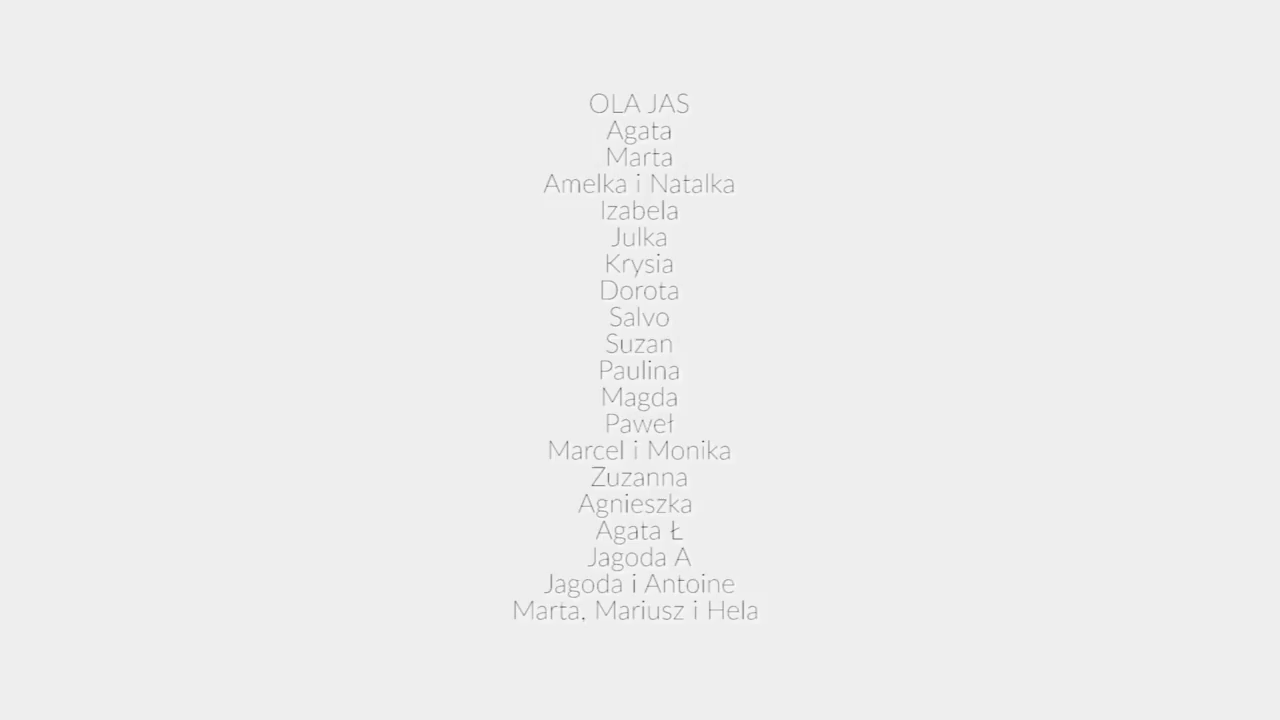 OLA JAS
Agata
Marta
Amelka i Natalka
Izabela
Julka
Krysia
Dorota
Salvo
Suzan
Paulina
Magda
Paweł
Marcel i Monika
Zuzanna
Agnieszka
Agata Ł
Jagoda A
Jagoda i Antoine
Marta, Mariusz i Hela